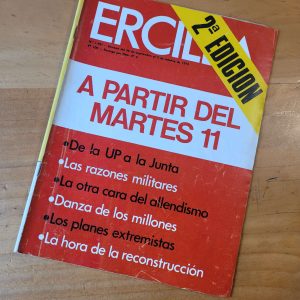 ERCILLA
2ª EDICION
A PARTIR DEL
MARTES 11
De la UP a la Junta
Las razones militares
La otra cara del allendismo
Danza de los millones
Los planes extremistas
La hora de la reconstrucción